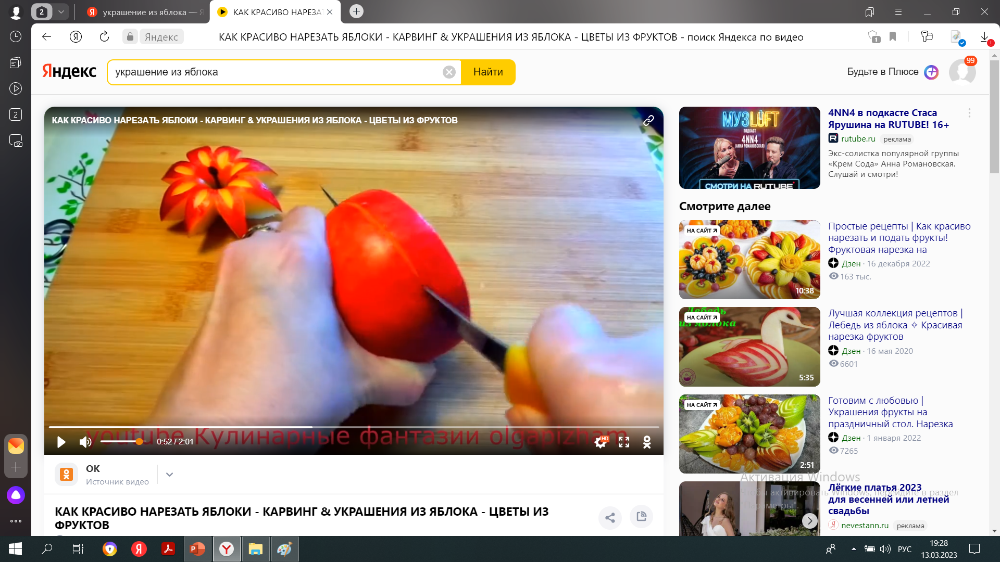 2
украшение из яблока — Я
КАК КРАСИВО НАРЕЗА
Яндекс
КАК КРАСИВО НАРЕЗАТЬ ЯБЛОКИ - КАРВИНГ & УКРАШЕНИЯ ИЗ ЯБЛОКА - ЦВЕТЫ ИЗ ФРУКТОВ - поиск Яндекса по видео
1
2
Яндекс
украшение из яблока
Найти
Будьте в Плюсе
99
КАК КРАСИВО НАРЕЗАТЬ ЯБЛОКИ - КАРВИНГ & УКРАШЕНИЯ ИЗ ЯБЛОКА - ЦВЕТЫ ИЗ ФРУКТОВ
youtube Кулинарные фантазии olgapizham
0:52 / 2:01
HD
ОК
Источник видео
КАК КРАСИВО НАРЕЗАТЬ ЯБЛОКИ - КАРВИНГ & УКРАШЕНИЯ ИЗ ЯБЛОКА - ЦВЕТЫ ИЗ
ФРУКТОВ
МУЗLOFT
ПОДКАСТ
4NN4
(АННА РОМАНОВСКАЯ)
СМОТРИ НА RUTUBE
4NN4 в подкасте Стаса
Ярушина на RUTUBE! 16+
rutube.ru реклама
Экс-солистка популярной группы
«Крем Сода» Анна Романовская.
Слушай и смотри!
Смотрите далее
НА САЙТ
10:38
Простые рецепты | Как красиво
нарезать и подать фрукты!
Фруктовая нарезка на
Дзен · 16 декабря 2022
163 тыс.
Лебедь
из яблока
НА САЙТ
5:35
Лучшая коллекция рецептов |
Лебедь из яблока ✧ Красивая
нарезка фруктов
Дзен · 16 мая 2020
6601
НА САЙТ
2:51
Готовим с любовью |
Украшения фрукты на
праздничный стол. Нарезка
Дзен · 1 января 2022
7265
Лёгкие платья 2023
для весенней или летней
свадьбы
nevestann.ru реклама
Активация Windows
Чтобы активировать Windows, перейдите в раздел
"Параметры".
РУС
19:28
13.03.2023